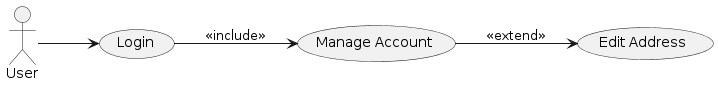 Login
«include»
Manage Account
«extend»
Edit Address
User